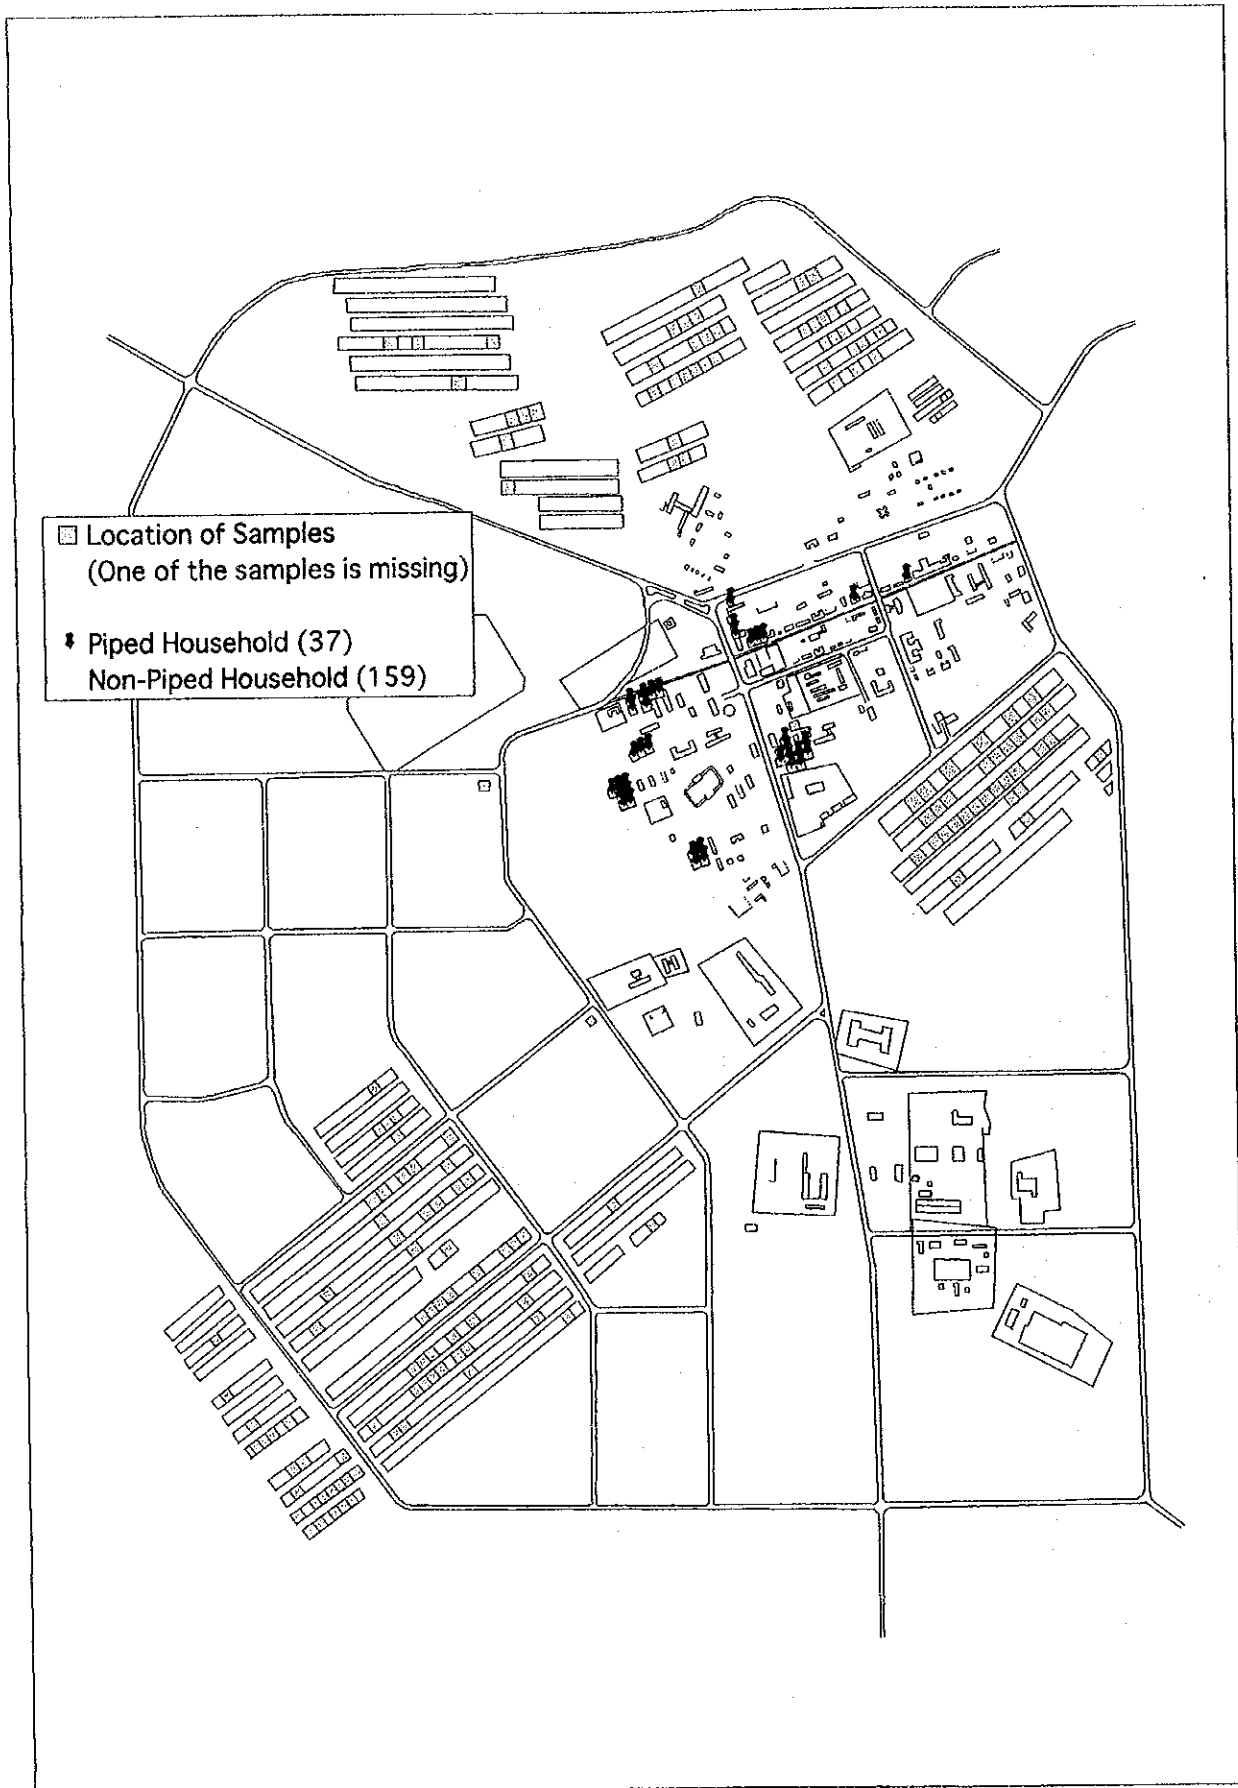 Location of Samples
(One of the samples is missing)
Piped Household (37)
Non-Piped Household (159)